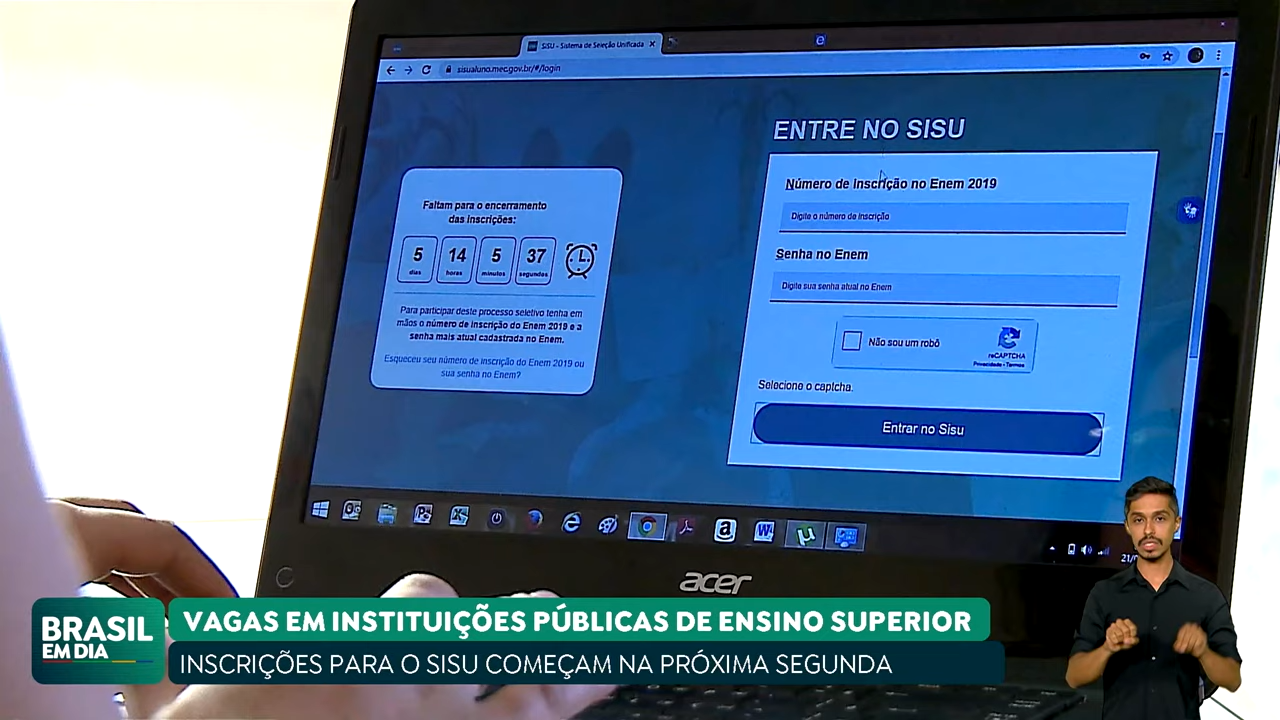 SiSU - Sistema de Seleção Unificada
sisualuno.mec.gov.br/#/login
ENTRE NO SISU
Número de Inscrição no Enem 2019
Digite o número de inscrição
Senha no Enem
Digite sua senha atual no Enem
Não sou um robô
reCAPTCHA
Privacidade - Termos
Selecione o captcha.
Entrar no Sisu
Faltam para o encerramento
das inscrições:
5 14 5 37
dias horas minutos segundos
Para participar deste processo seletivo tenha em
mãos o número de inscrição do Enem 2019 e a
senha mais atual cadastrada no Enem.
Esqueceu seu número de inscrição do Enem 2019 ou
sua senha no Enem?
acer
BRASIL
EM DIA
VAGAS EM INSTITUIÇÕES PÚBLICAS DE ENSINO SUPERIOR
INSCRIÇÕES PARA O SISU COMEÇAM NA PRÓXIMA SEGUNDA